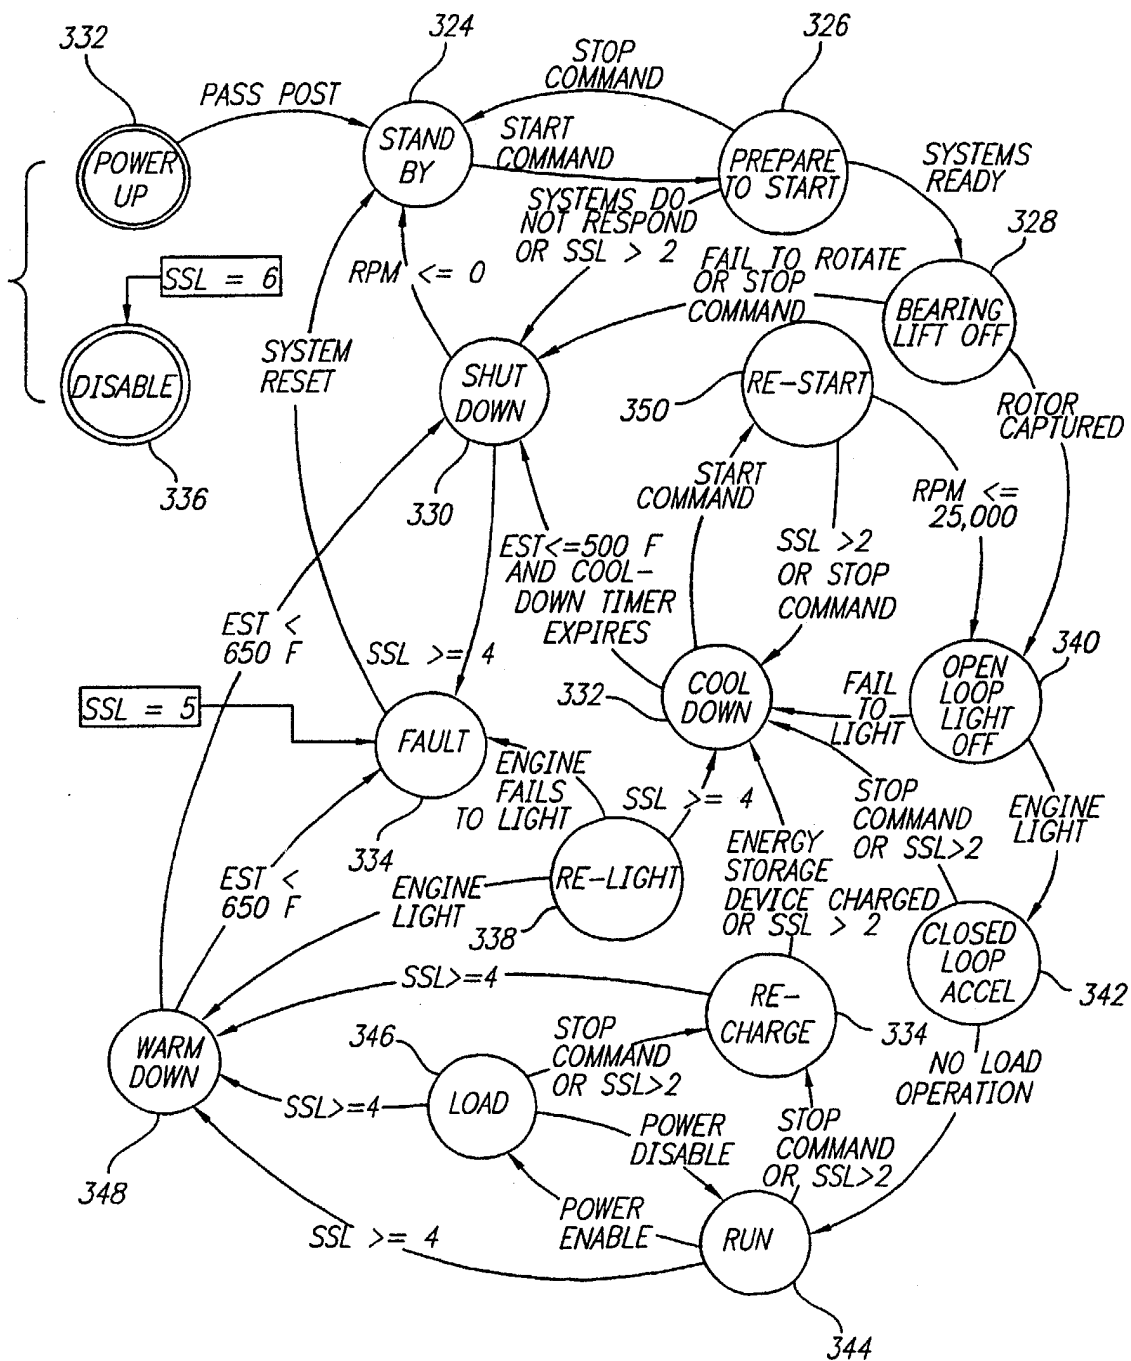 332
324
326
PASS POST
STOP
COMMAND
POWER
UP
STAND
BY
START
COMMAND
PREPARE
TO START
SYSTEMS
READY
SYSTEMS DO
NOT RESPOND
OR SSL > 2
328
SSL = 6
RPM <= 0
FAIL TO ROTATE
OR STOP
COMMAND
BEARING
LIFT OFF
DISABLE
336
SYSTEM
RESET
SHUT
DOWN
330
RE-START
350
ROTOR
CAPTURED
START
COMMAND
RPM <=
25,000
EST<=500 F
AND COOL-
DOWN TIMER
EXPIRES
SSL >2
OR STOP
COMMAND
EST <
650 F
SSL >= 4
340
SSL = 5
FAULT
334
332
COOL
DOWN
FAIL
TO
LIGHT
OPEN
LOOP
LIGHT
OFF
ENGINE
FAILS
TO LIGHT
SSL >= 4
STOP
COMMAND
OR SSL>2
ENGINE
LIGHT
EST <
650 F
ENGINE
LIGHT
RE-LIGHT
338
ENERGY
STORAGE
DEVICE CHARGED
OR SSL > 2
CLOSED
LOOP
ACCEL
342
SSL>=4
RE-
CHARGE
334
WARM
DOWN
348
346
STOP
COMMAND
OR SSL>2
NO LOAD
OPERATION
SSL>=4
LOAD
POWER
DISABLE
STOP
COMMAND
OR SSL>2
POWER
ENABLE
RUN
SSL >= 4
344